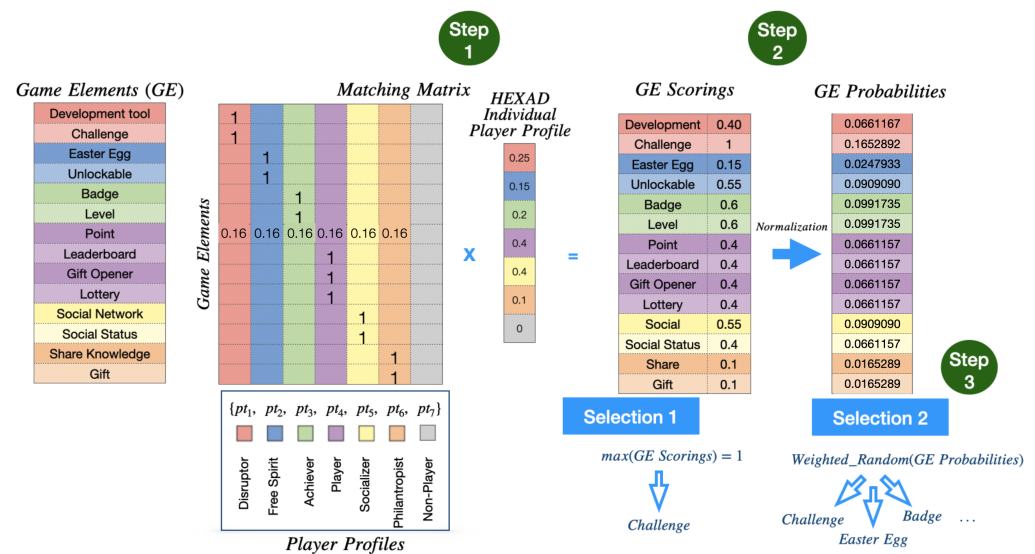 Step
1
Step
2
Game Elements (GE)
Development tool
Challenge
Easter Egg
Unlockable
Badge
Level
Point
Leaderboard
Gift Opener
Lottery
Social Network
Social Status
Share Knowledge
Gift
Matching Matrix
Game Elements
1
1
1
1
1
1
0.16 0.16 0.16 0.16 0.16 0.16
1
1
1
1
1
1
1
{pt1, pt2, pt3, pt4, pt5, pt6, pt7}
Disruptor
Free Spirit
Achiever
Player
Socializer
Philantropist
Non-Player
Player Profiles
x
HEXAD
Individual
Player Profile
0.25
0.15
0.2
0.4
0.4
0.1
0
=
GE Scorings
Development 0.40
Challenge 1
Easter Egg 0.15
Unlockable 0.55
Badge 0.6
Level 0.6
Point 0.4
Leaderboard 0.4
Gift Opener 0.4
Lottery 0.4
Social 0.55
Social Status 0.4
Share 0.1
Gift 0.1
Normalization
GE Probabilities
0.0661167
0.1652892
0.0247933
0.0909090
0.0991735
0.0991735
0.0661157
0.0661157
0.0661157
0.0661157
0.0909090
0.0661157
0.0165289
0.0165289
Step
3
Selection 1
max(GE Scorings) = 1
Challenge
Selection 2
Weighted_Random(GE Probabilities)
Challenge
Easter Egg
Badge ...